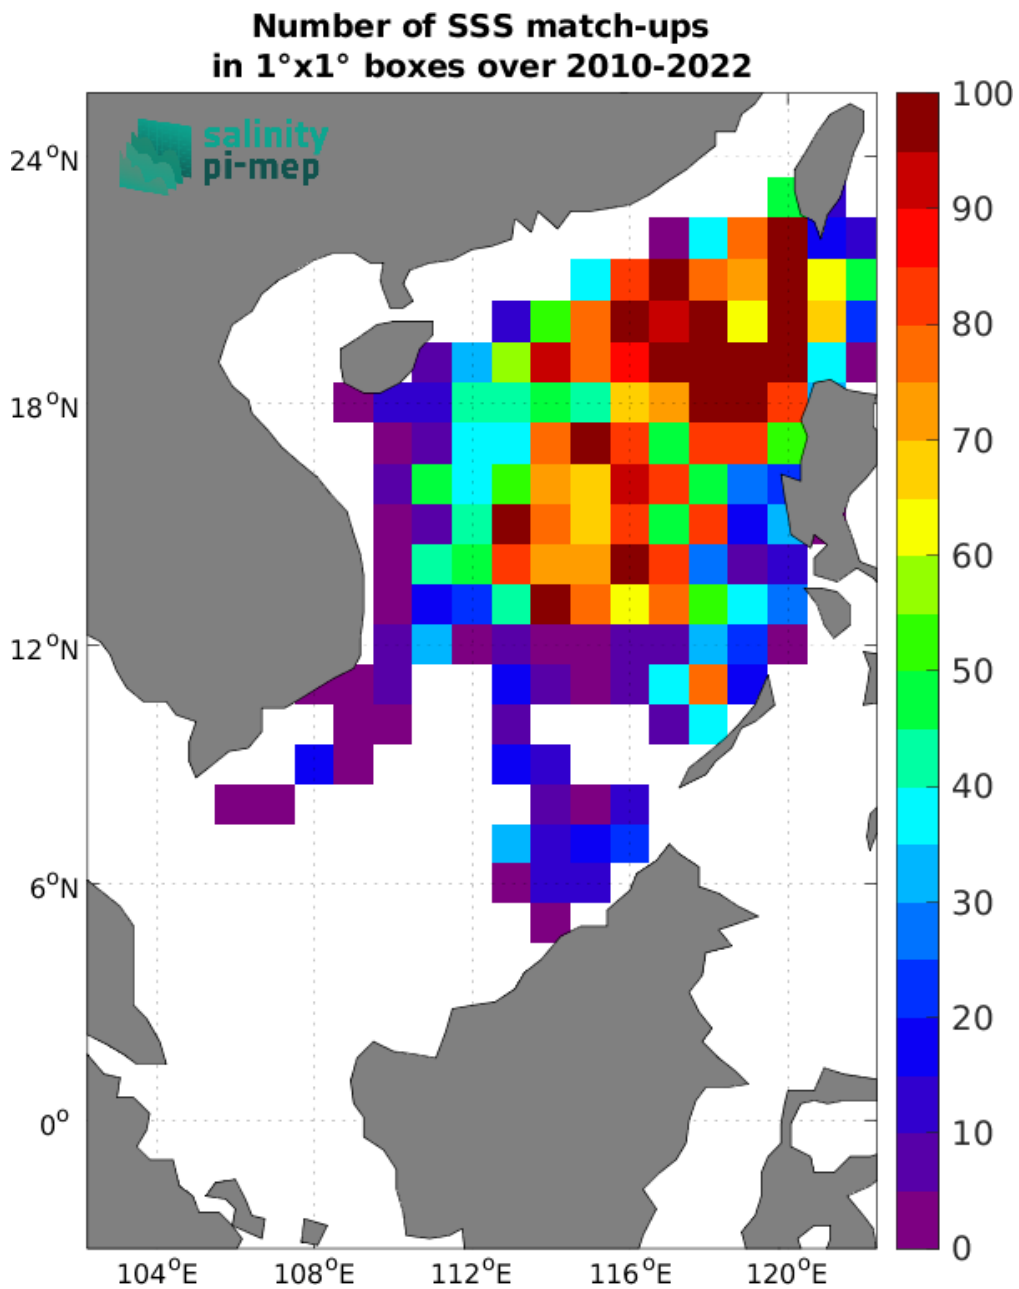 Number of SSS match-ups
in 1°x1° boxes over 2010-2022
salinity
pi-mep
24°N
18°N
12°N
6°N
0°
104°E 108°E 112°E 116°E 120°E
100
90
80
70
60
50
40
30
20
10
0